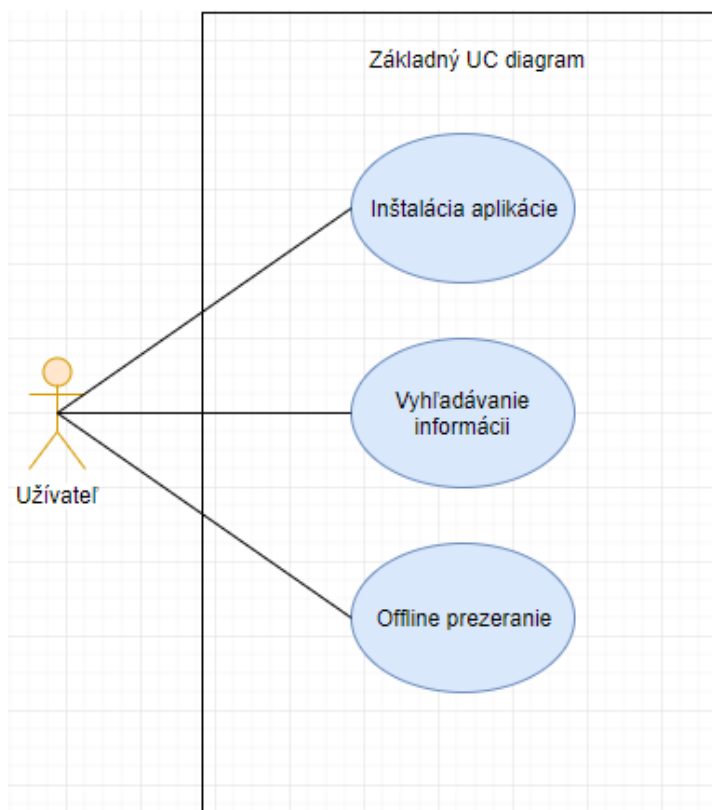 Základný UC diagram
Inštalácia aplikácie
Vyhľadávanie
informácii
Užívateľ
Offline prezeranie